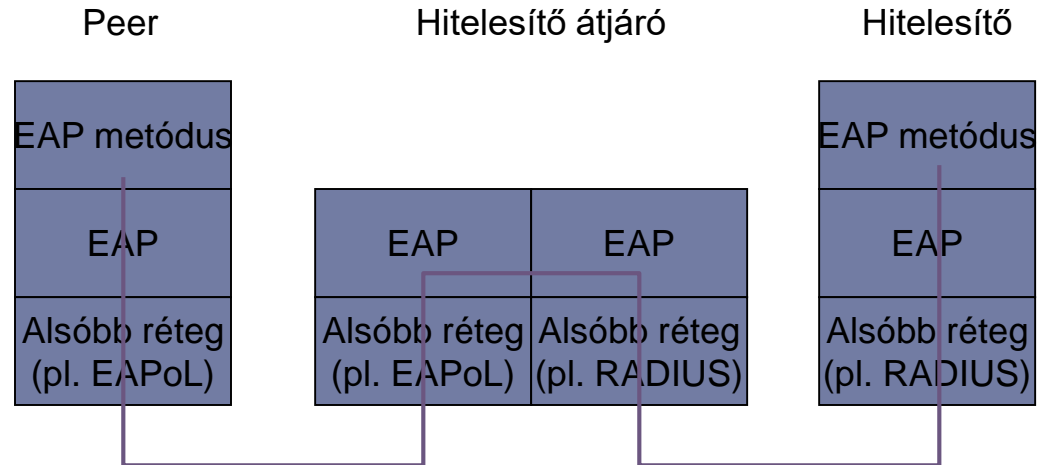 Peer
Hitelesítő átjáró
Hitelesítő
EAP metódus
EAP metódus
EAP
EAP
EAP
EAP
Alsóbb réteg
(pl. EAPoL)
Alsóbb réteg
(pl. EAPoL)
Alsóbb réteg
(pl. RADIUS)
Alsóbb réteg
(pl. RADIUS)